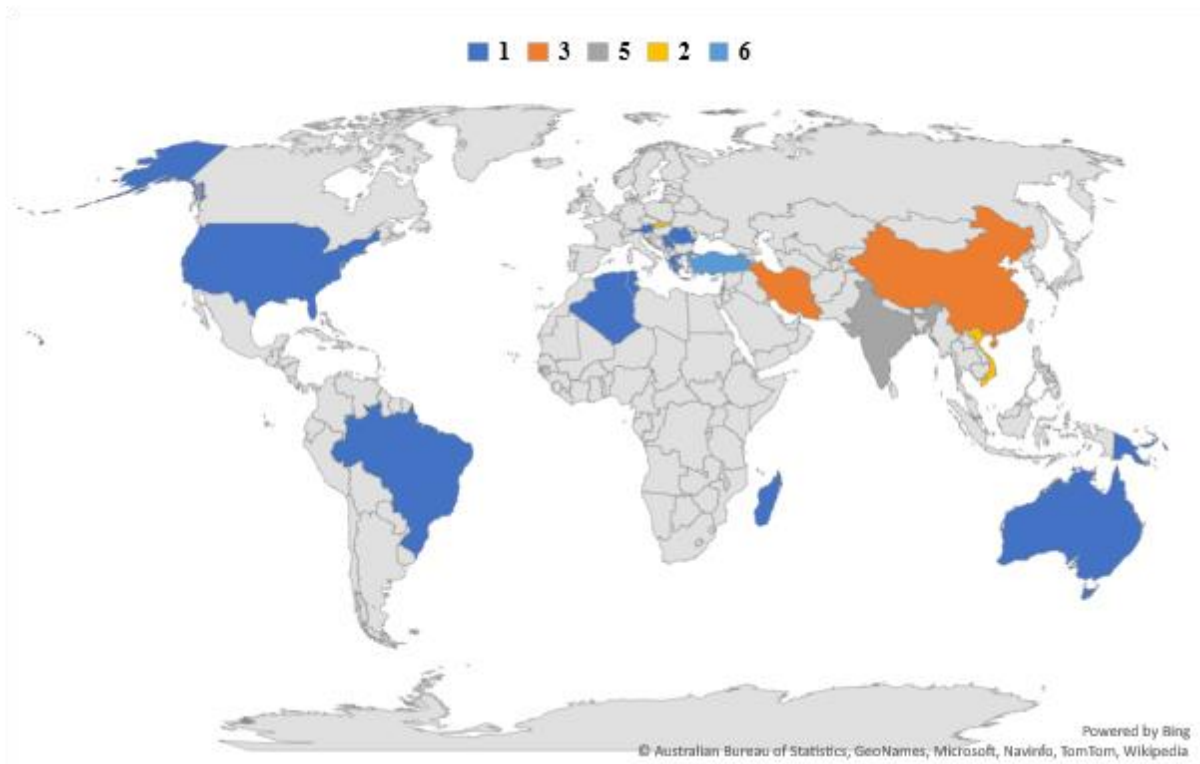 1 3 5 2 6
Powered by Bing
© Australian Bureau of Statistics, GeoNames, Microsoft, Navinfo, TomTom, Wikipedia